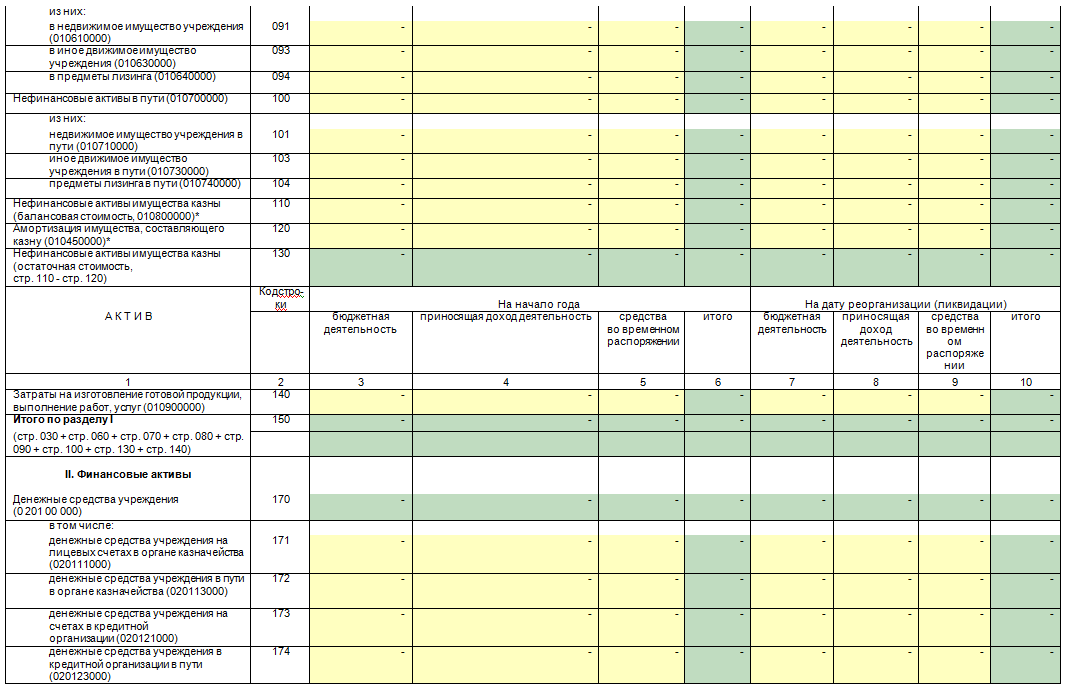 из них:
в недвижимое имущество учреждения 091 - - - - - - - -
(010610000)
в иное движимое имущество 093 - - - - - - - -
учреждения (010630000)
в предметы лизинга (010640000) 094 - - - - - - - -
Нефинансовые активы в пути (010700000) 100 - - - - - - - -
из них:
недвижимое имущество учреждения в 101 - - - - - - - -
пути (010710000)
иное движимое имущество 103 - - - - - - - -
учреждения в пути (010730000)
предметы лизинга в пути (010740000) 104 - - - - - - - -
Нефинансовые активы имущества казны 110 - - - - - - - -
(балансовая стоимость, 010800000)*
Амортизация имущества, составляющего 120 - - - - - - - -
казну (010450000)*
Нефинансовые активы имущества казны 130 - - - - - - - -
(остаточная стоимость,
стр. 110 - стр. 120)
А К Т И В
Код стро-
ки
На начало года
На дату реорганизации (ликвидации)
бюджетная
деятельность
приносящая доход деятельность
средства
во временном
распоряжении
итого
бюджетная
деятельность
приносящая
доход
деятельность
средства
во временн
ом
распоряже
нии
итого
1 2 3 4 5 6 7 8 9 10
Затраты на изготовление готовой продукции, 140 - - - - - - - -
выполнение работ, услуг (010900000)
Итого по разделу I 150 - - - - - - - -
(стр. 030 + стр. 060 + стр. 070 + стр. 080 + стр.
090 + стр. 100 + стр. 130 + стр. 140)
II. Финансовые активы
Денежные средства учреждения 170 - - - - - - - -
(0 201 00 000)
в том числе:
денежные средства учреждения на 171 - - - - - - - -
лицевых счетах в органе казначейства
(020111000)
денежные средства учреждения в пути 172 - - - - - - - -
в органе казначейства (020113000)
денежные средства учреждения на 173 - - - - - - - -
счетах в кредитной
организации (020121000)
денежные средства учреждения в 174 - - - - - - - -
кредитной организации в пути
(020123000)